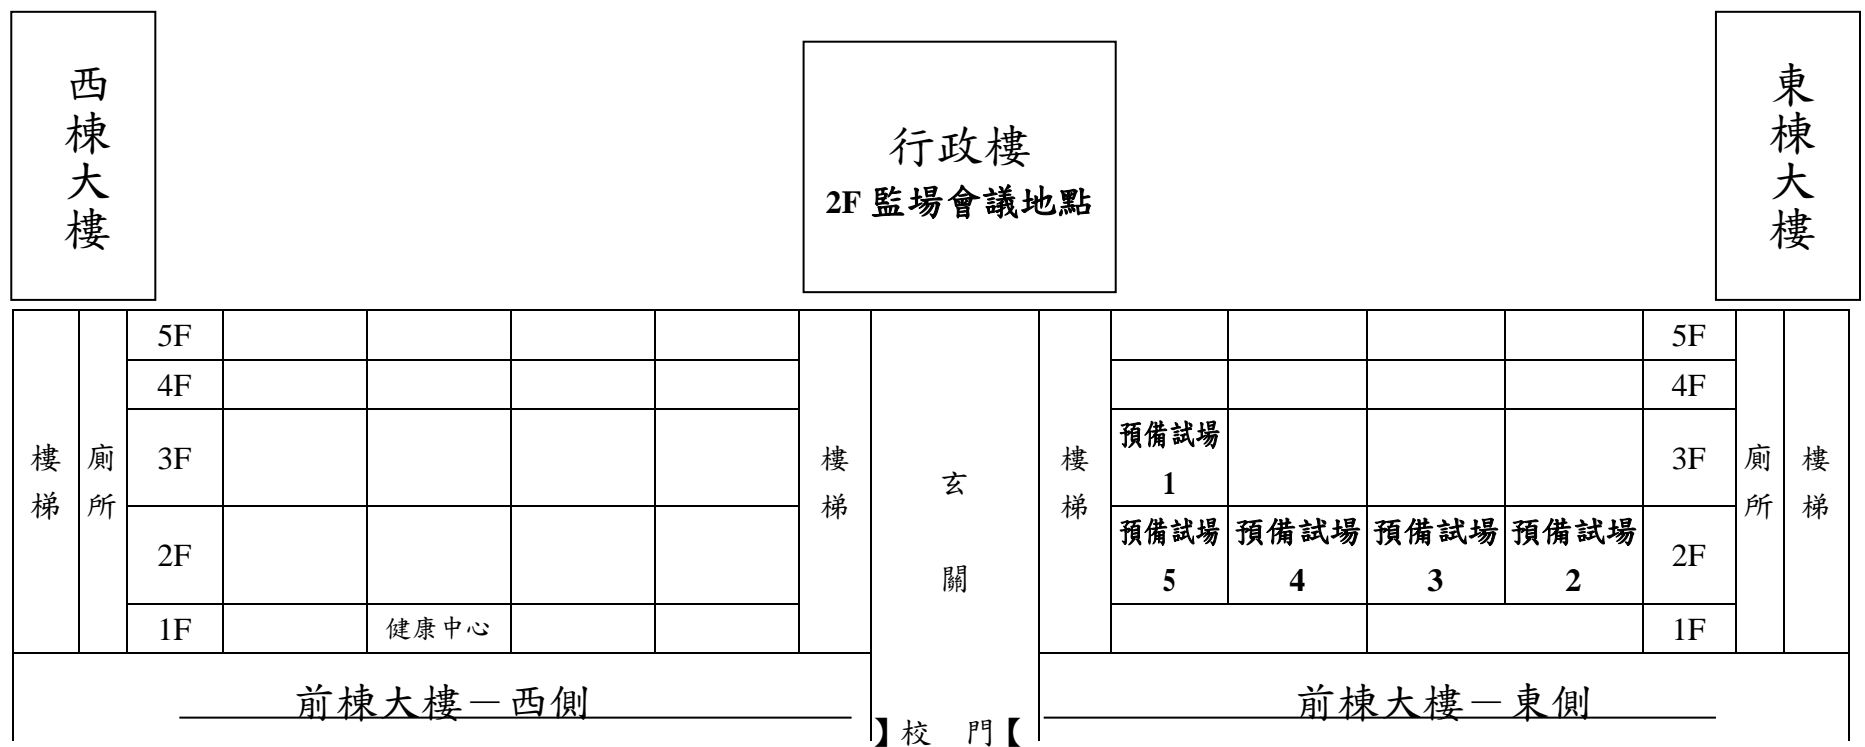 西棟大樓
行政樓
2F 監場會議地點
東棟大樓
樓梯
廁所
5F
4F
3F
2F
1F
健康中心
樓梯
玄關
樓梯
5F
4F
預備試場
1
3F
預備試場
5
預備試場
4
預備試場
3
預備試場
2
2F
1F
廁所
樓梯
前棟大樓－西側
】校 門【
前棟大樓－東側